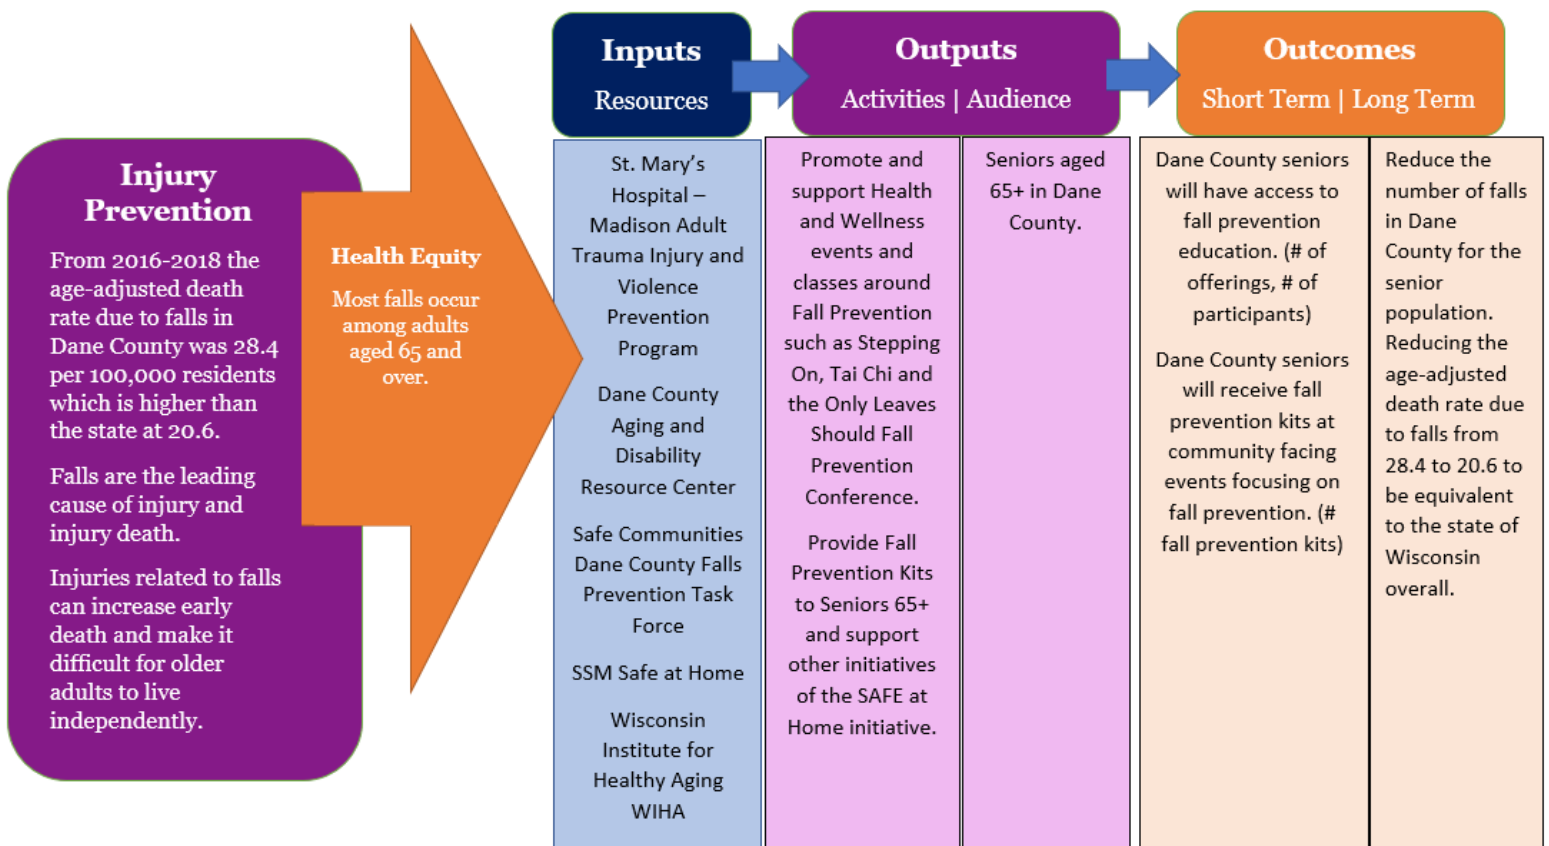 Injury
Prevention
From 2016-2018 the
age-adjusted death
rate due to falls in
Dane County was 28.4
per 100,000 residents
which is higher than
the state at 20.6.
Falls are the leading
cause of injury and
injury death.
Injuries related to falls
can increase early
death and make it
difficult for older
adults to live
independently.
Health Equity
Most falls occur
among adults
aged 65 and
over.
Inputs
Resources
St. Mary's
Hospital –
Madison Adult
Trauma Injury and
Violence
Prevention
Program
Dane County
Aging and
Disability
Resource Center
Safe Communities
Dane County Falls
Prevention Task
Force
SSM Safe at Home
Wisconsin
Institute for
Healthy Aging
WIHA
Outputs
Activities | Audience
Promote and
support Health
and Wellness
events and
classes around
Fall Prevention
such as Stepping
On, Tai Chi and
the Only Leaves
Should Fall
Prevention
Conference.
Provide Fall
Prevention Kits
to Seniors 65+
and support
other initiatives
of the SAFE at
Home initiative.
Seniors aged
65+ in Dane
County.
Outcomes
Short Term | Long Term
Dane County seniors
will have access to
fall prevention
education. (# of
offerings, # of
participants)
Dane County seniors
will receive fall
prevention kits at
community facing
events focusing on
fall prevention. (#
fall prevention kits)
Reduce the
number of falls
in Dane
County for the
senior
population.
Reducing the
age-adjusted
death rate due
to falls from
28.4 to 20.6 to
be equivalent
to the state of
Wisconsin
overall.